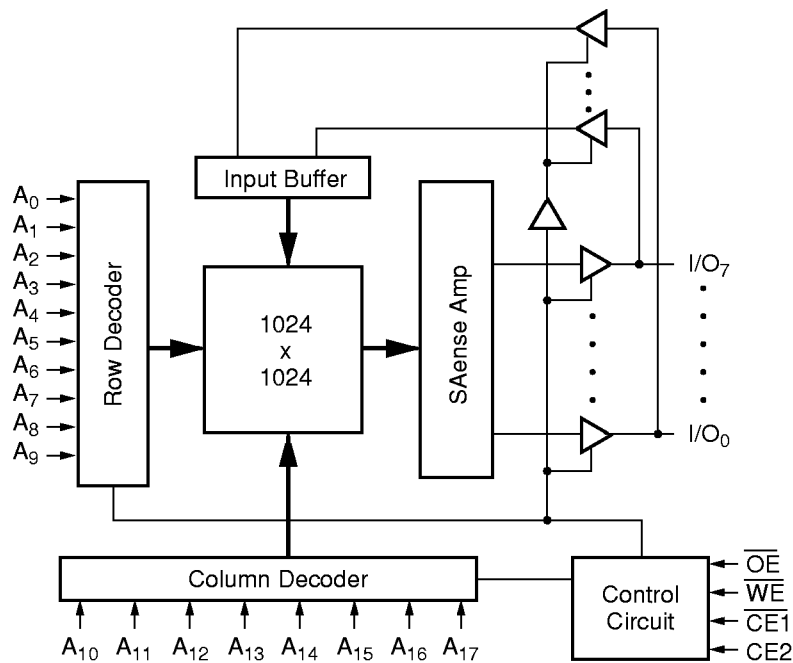 Input Buffer
A0
A1
A2
A3
A4
A5
A6
A7
A8
A9
Row Decoder
1024
x
1024
SAense Amp
I/O7
I/O0
Column Decoder
A10
A11
A12
A13
A14
A15
A16
A17
Control
Circuit
OE
WE
CE1
CE2